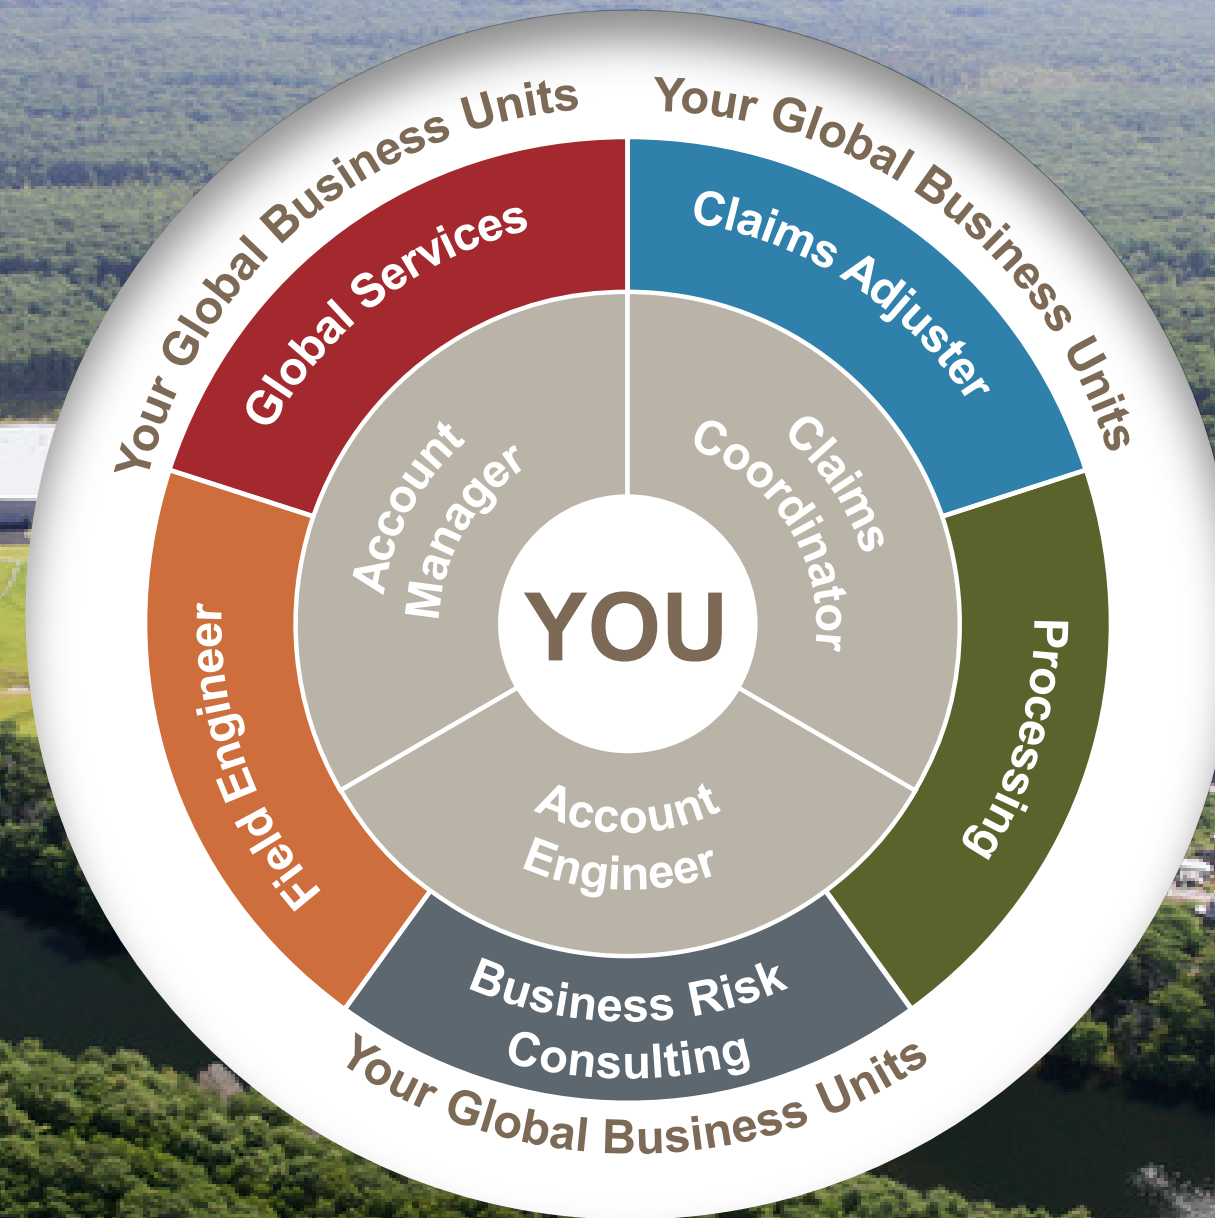 Your Global Business Units
Your Global Business Units
Global Services
Claims Adjuster
Account
Manager
Claims
Coordinator
YOU
Field Engineer
Processing
Account
Engineer
Business Risk
Consulting
Your Global Business Units